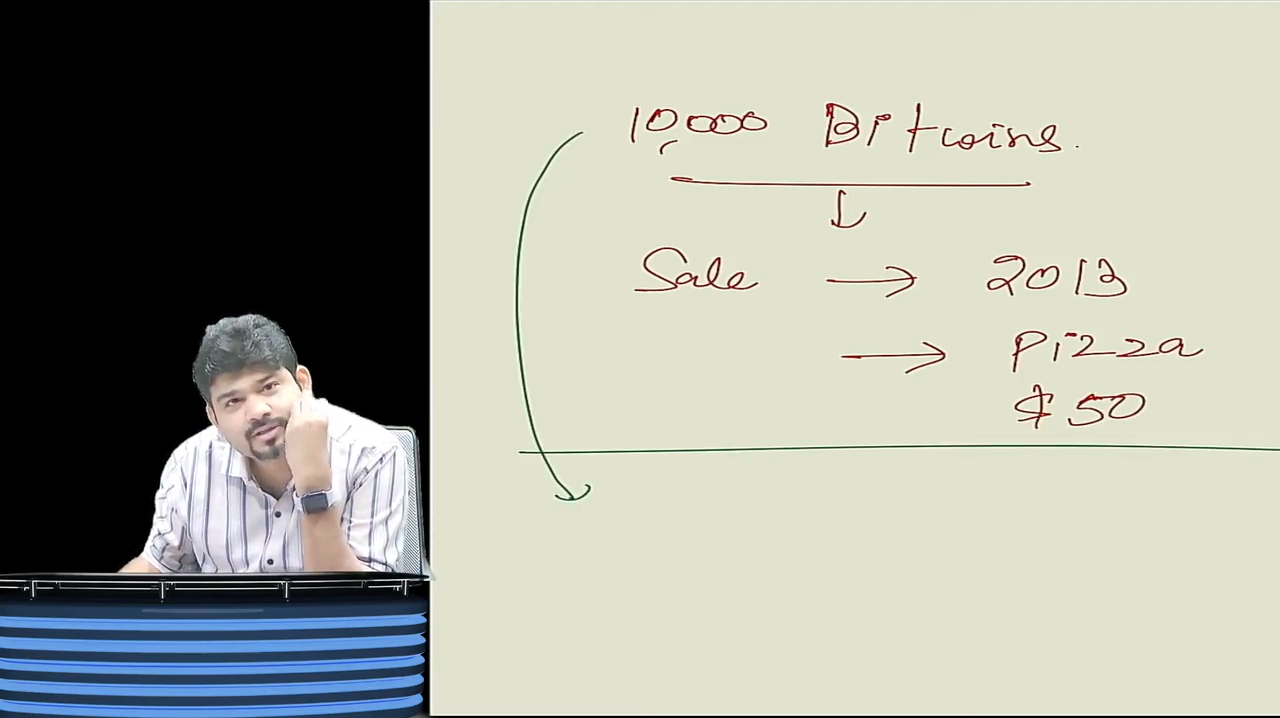 10,000 Bitcoins.
Sale → 2013
→ Pizza
$50